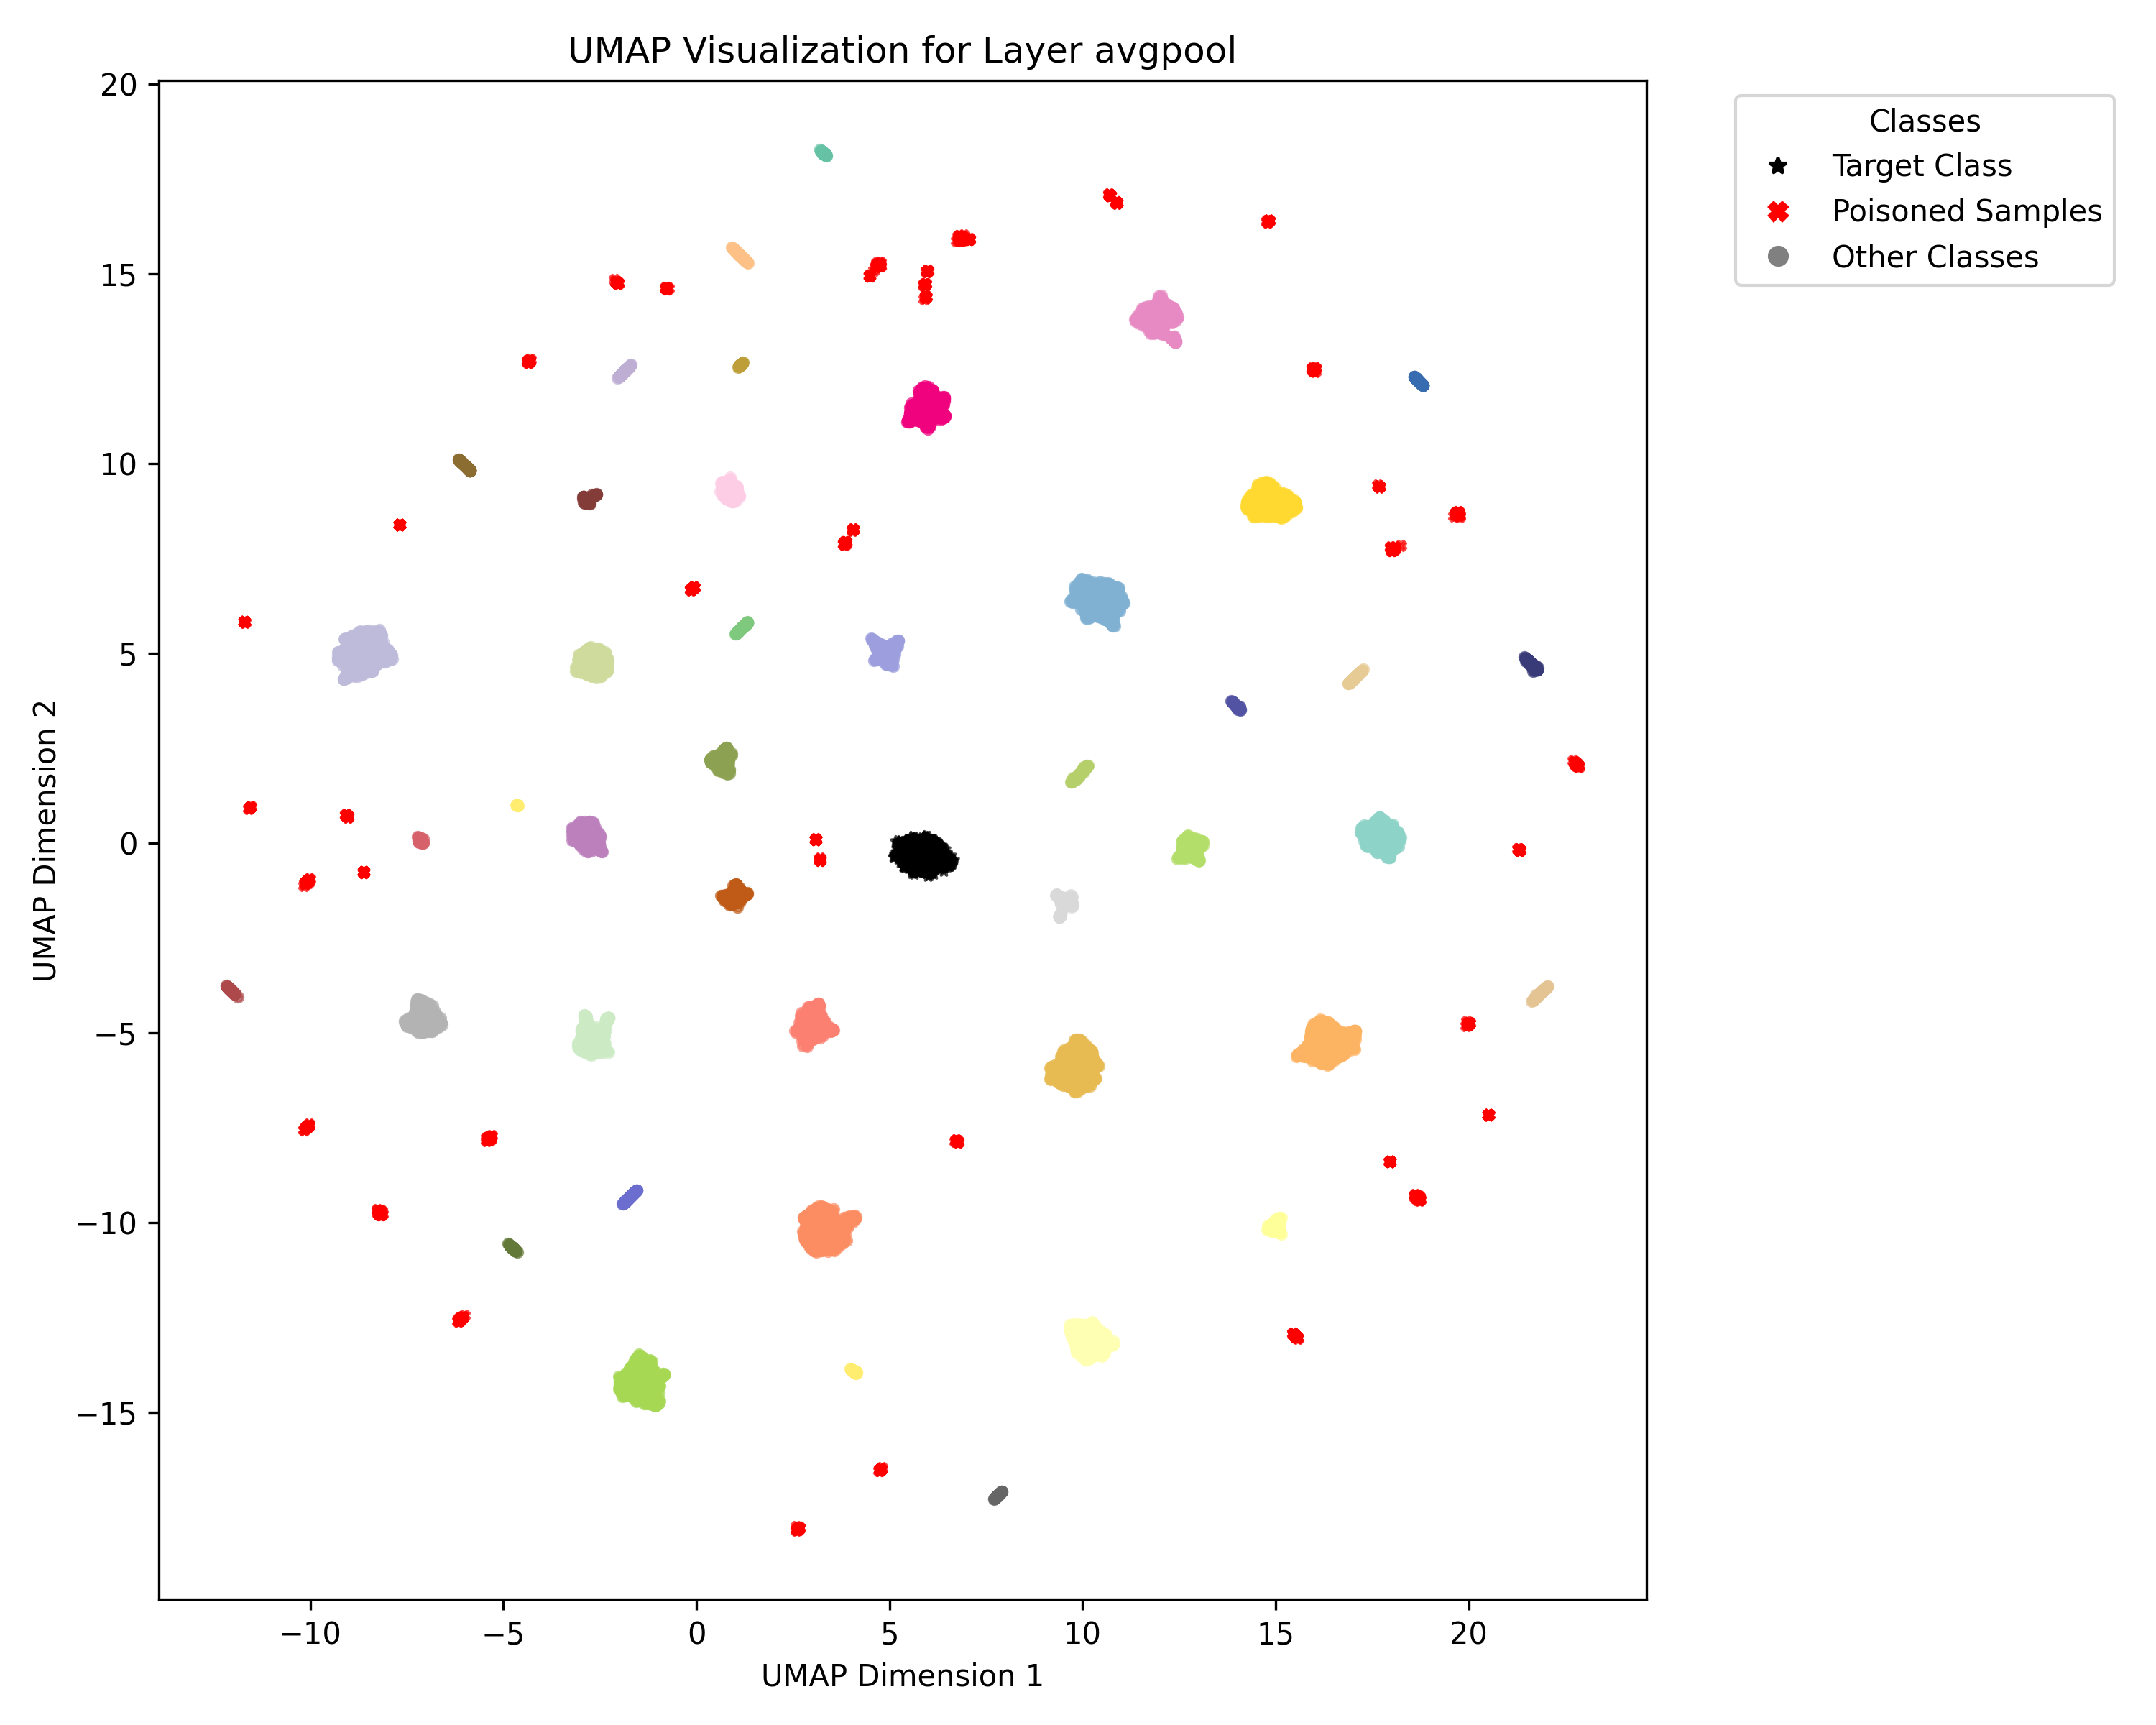 UMAP Visualization for Layer avgpool
Classes
Target Class
Poisoned Samples
Other Classes
20
15
10
5
0
−5
−10
−15
UMAP Dimension 2
−10 −5 0 5 10 15 20
UMAP Dimension 1